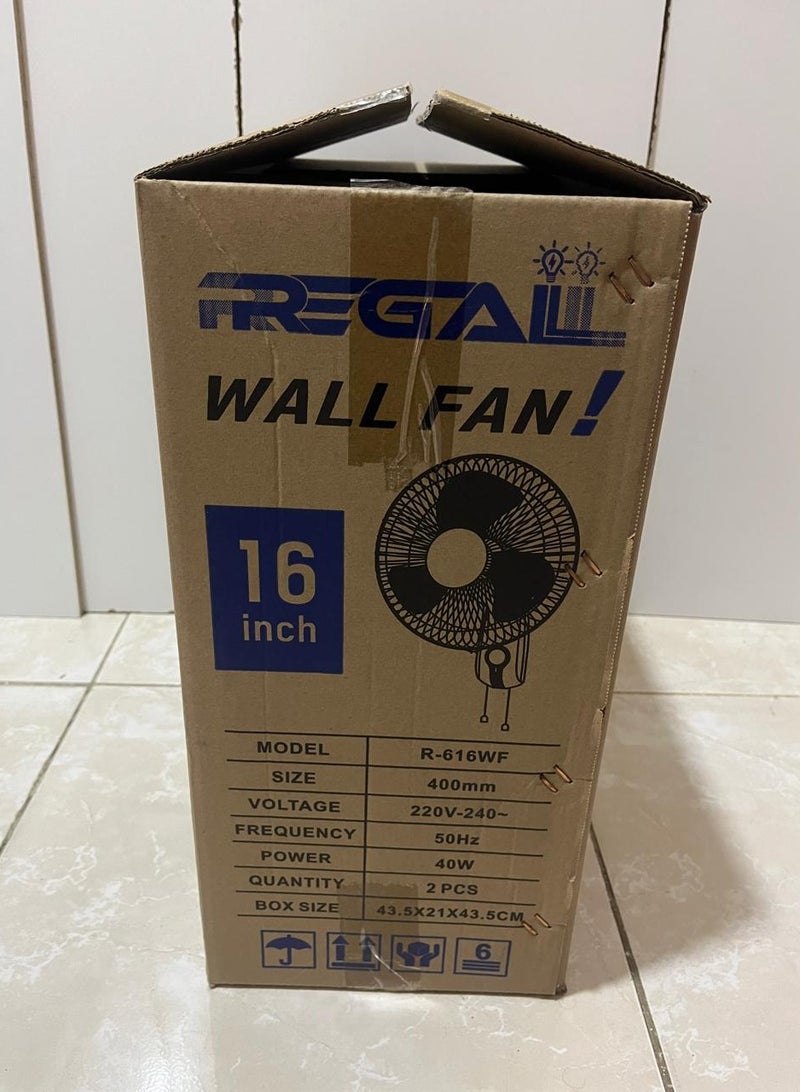 REGAL
WALL FAN!
16
inch
MODEL R-616WF
SIZE 400mm
VOLTAGE 220V-240~
FREQUENCY 50Hz
POWER 40W
QUANTITY 2 PCS
BOX SIZE 43.5X21X43.5CM
6